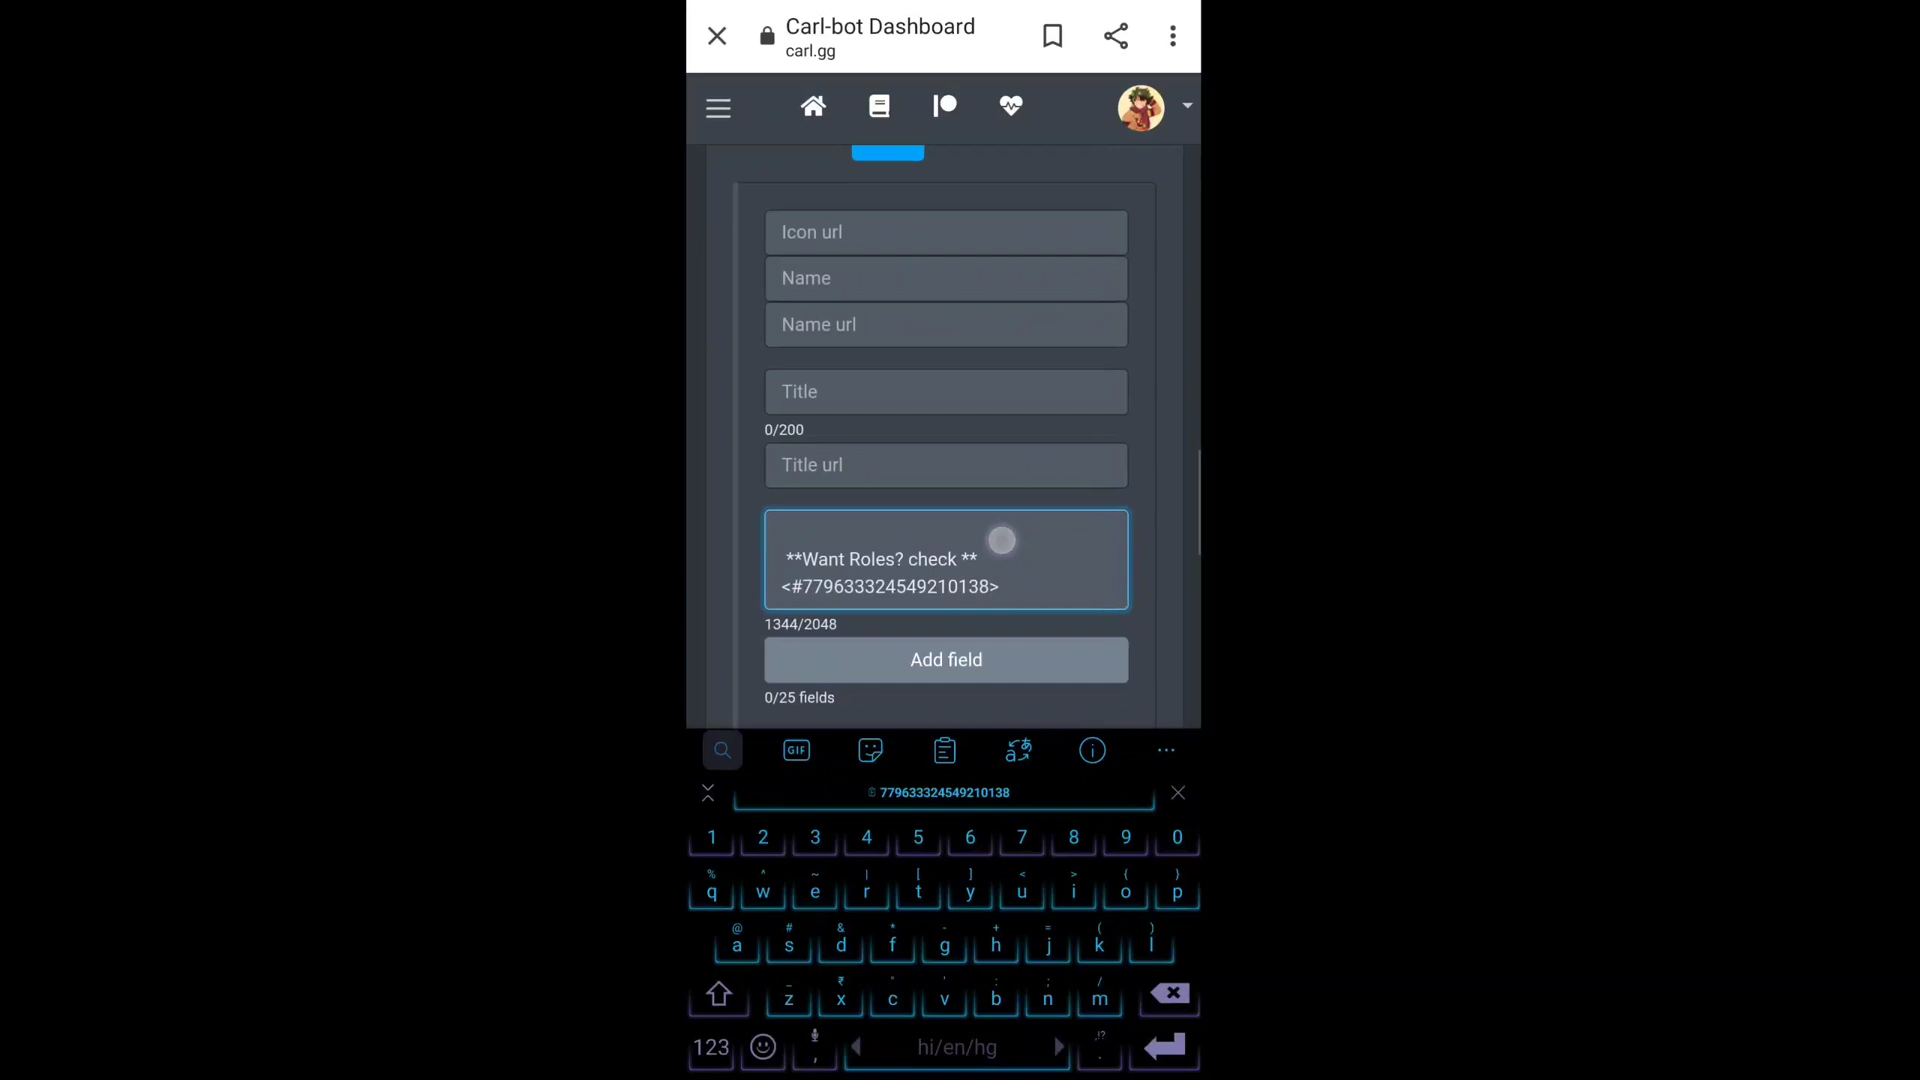 Carl-bot Dashboard
carl.gg
Icon url
Name
Name url
Title
0/200
Title url
**Want Roles? check **
<#779633324549210138>
1344/2048
Add field
0/25 fields
GIF
779633324549210138
1 2 3 4 5 6 7 8 9 0
% ^ ~ | [ ] < > { }
q w e r t y u i o p
@ # & * - + = ( )
a s d f g h j k l
_ ₹ " ' : ; /
z x c v b n m
123 , hi/en/hg ,!? .